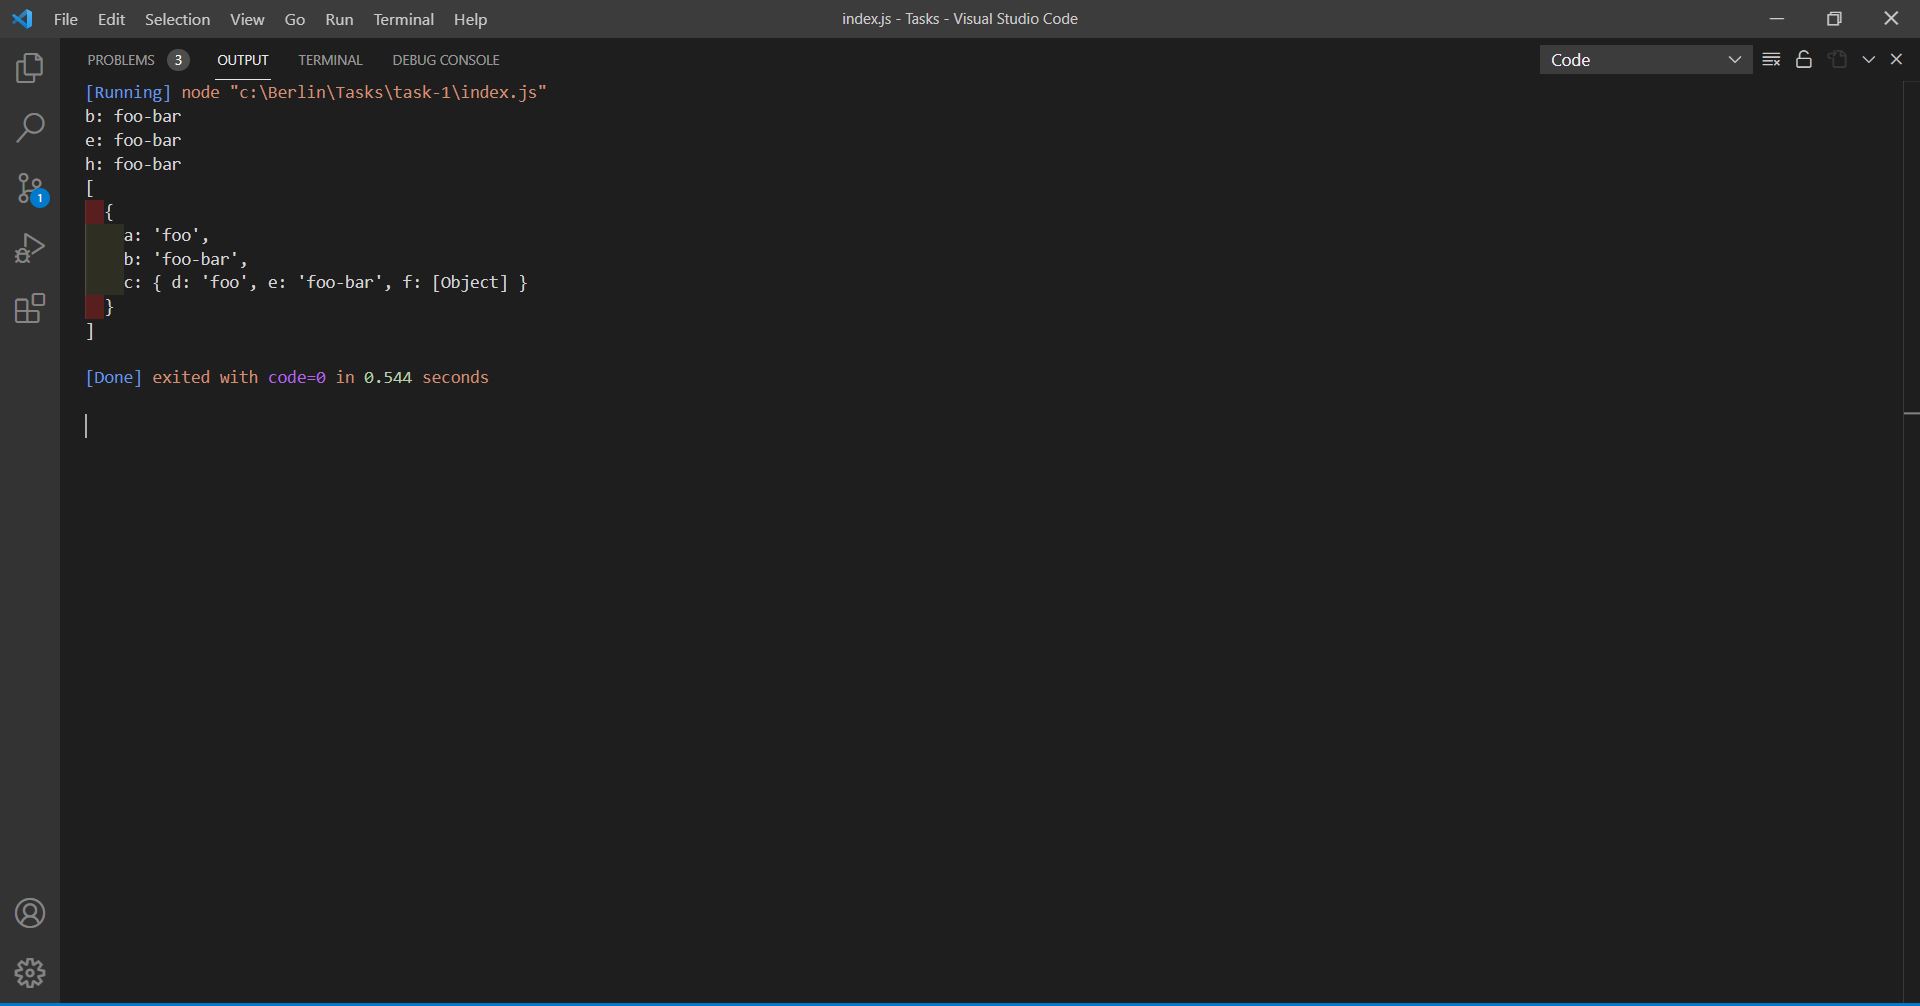 File Edit Selection View Go Run Terminal Help index.js - Tasks - Visual Studio Code
PROBLEMS 3 OUTPUT TERMINAL DEBUG CONSOLE Code
[Running] node "c:\Berlin\Tasks\task-1\index.js"
b: foo-bar
e: foo-bar
h: foo-bar
[
  {
    a: 'foo',
    b: 'foo-bar',
    c: { d: 'foo', e: 'foo-bar', f: [Object] }
  }
]
[Done] exited with code=0 in 0.544 seconds
1